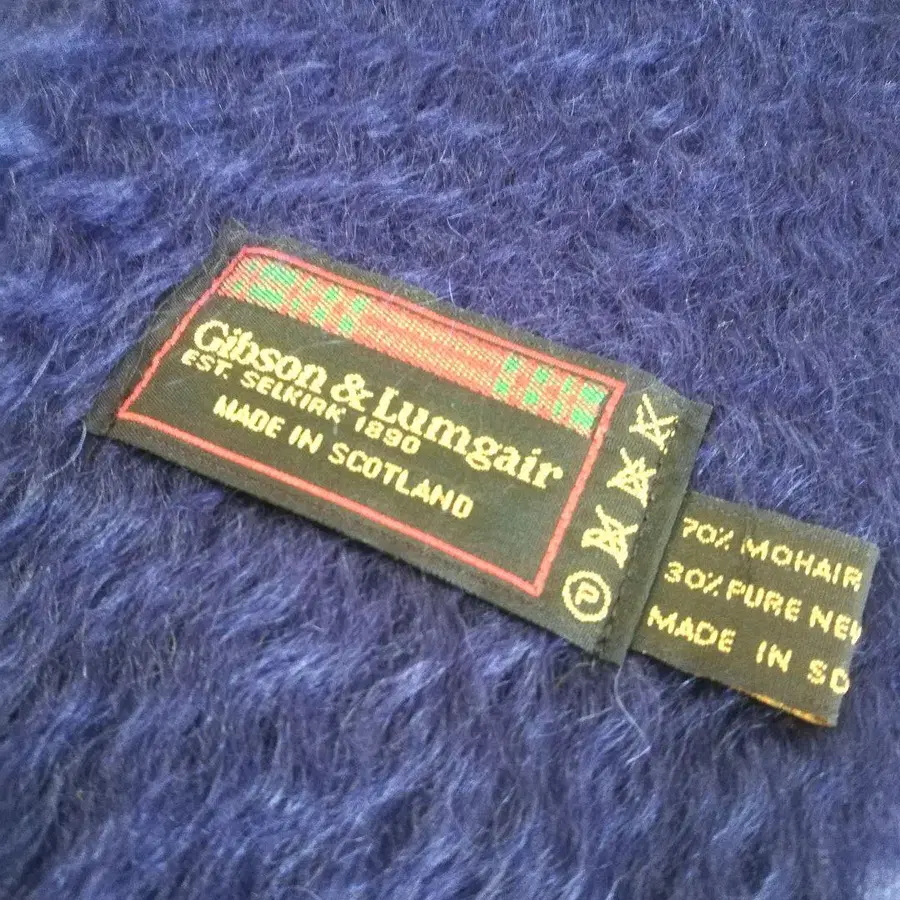 Gibson & Lumgair
EST. SELKIRK 1890
MADE IN SCOTLAND
P
70% MOHAIR
30% PURE NEW
MADE IN SC